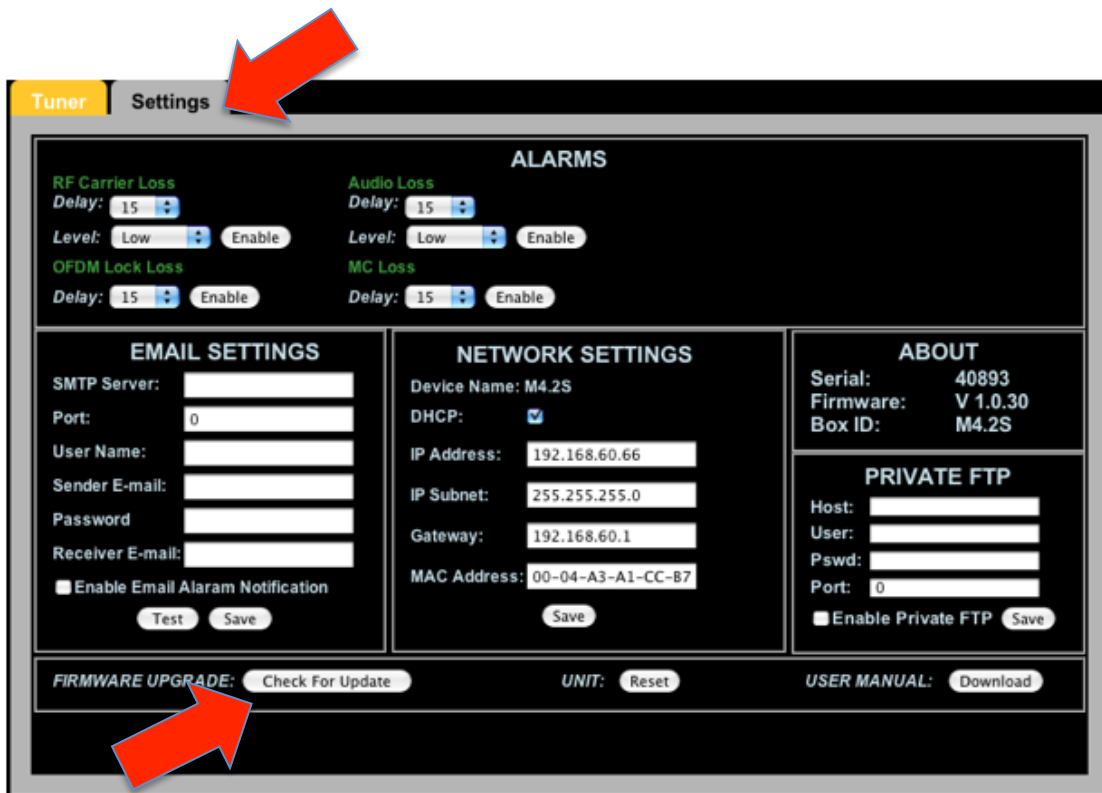 Tuner Settings
ALARMS
RF Carrier Loss Audio Loss
Delay: 15 Delay: 15
Level: Low Enable Level: Low Enable
OFDM Lock Loss MC Loss
Delay: 15 Enable Delay: 15 Enable
EMAIL SETTINGS
SMTP Server:
Port: 0
User Name:
Sender E-mail:
Password
Receiver E-mail:
Enable Email Alaram Notification
Test Save
NETWORK SETTINGS
Device Name: M4.2S
DHCP:
IP Address: 192.168.60.66
IP Subnet: 255.255.255.0
Gateway: 192.168.60.1
MAC Address: 00-04-A3-A1-CC-B7
Save
ABOUT
Serial: 40893
Firmware: V 1.0.30
Box ID: M4.2S
PRIVATE FTP
Host:
User:
Pswd:
Port: 0
Enable Private FTP Save
FIRMWARE UPGRADE: Check For Update UNIT: Reset USER MANUAL: Download